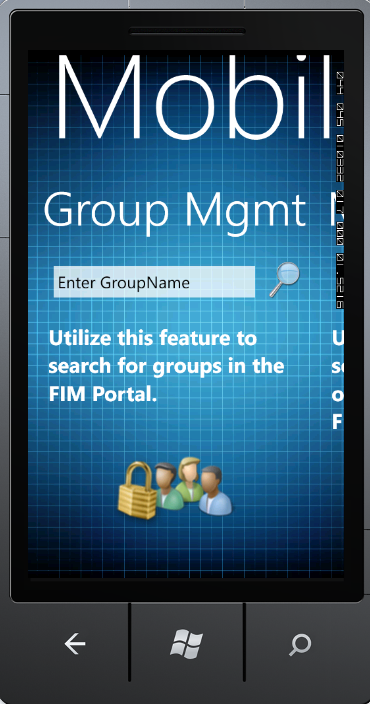 Mobil
Group Mgmt
Enter GroupName
Utilize this feature to
search for groups in the
FIM Portal.